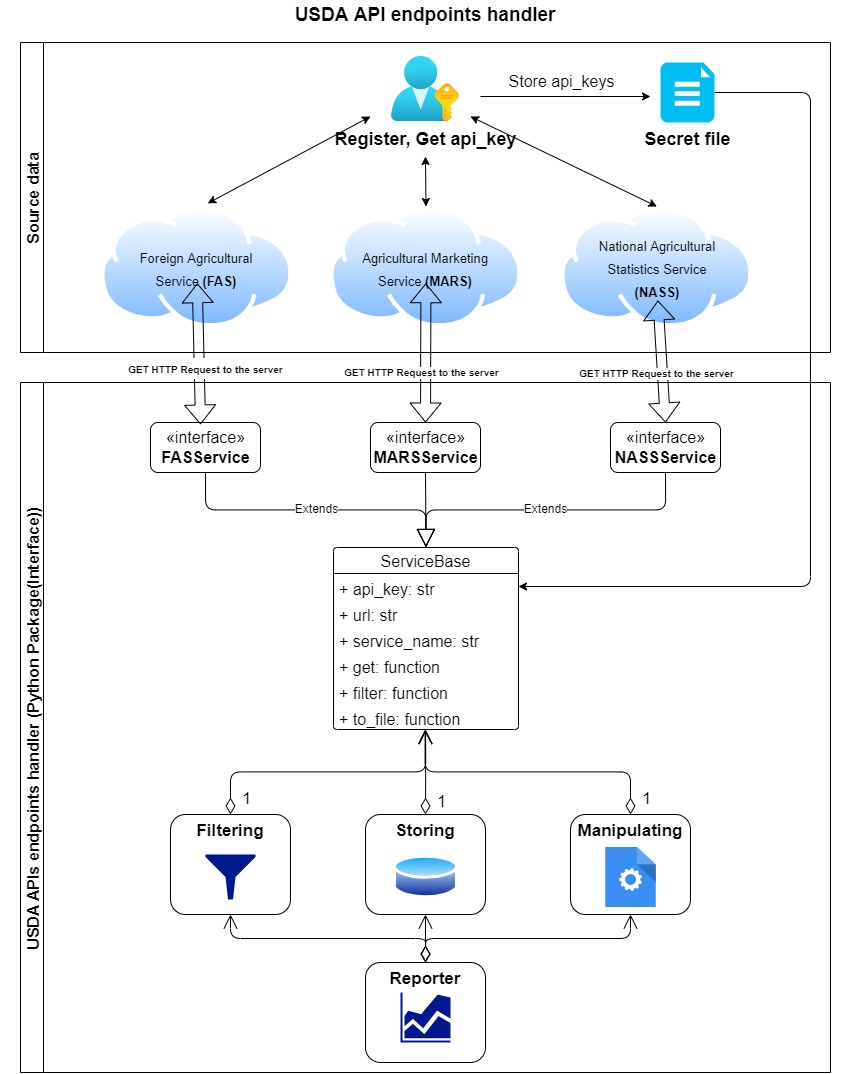 USDA API endpoints handler
Source data
Store api_keys
Register, Get api_key
Secret file
Foreign Agricultural
Service (FAS)
Agricultural Marketing
Service (MARS)
National Agricultural
Statistics Service
(NASS)
GET HTTP Request to the server
GET HTTP Request to the server
GET HTTP Request to the server
USDA APIs endpoints handler (Python Package(Interface))
«interface»
FASService
«interface»
MARSService
«interface»
NASSService
Extends
Extends
ServiceBase
+ api_key: str
+ url: str
+ service_name: str
+ get: function
+ filter: function
+ to_file: function
1
1
1
Filtering
Storing
Manipulating
Reporter